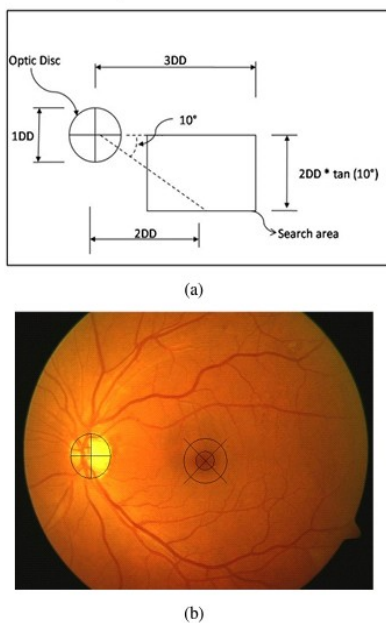 Optic Disc
3DD
1DD
10°
2DD * tan (10°)
2DD
Search area
(a)
(b)